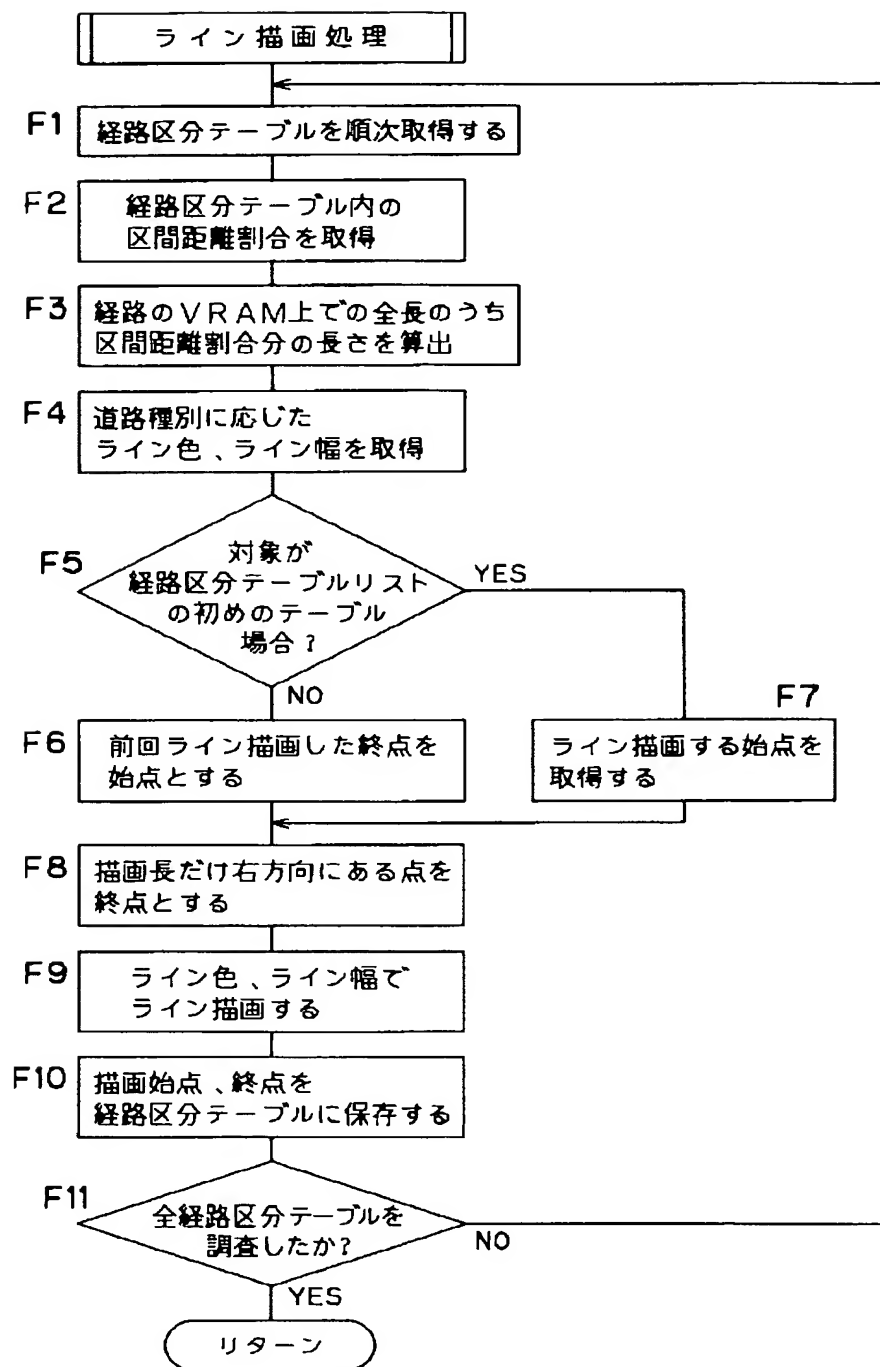 ライン描画処理
F1
経路区分テーブルを順次取得する
F2
経路区分テーブル内の
区間距離割合を取得
F3
経路のVRAM上での全長のうち
区間距離割合分の長さを算出
F4
道路種別に応じた
ライン色、ライン幅を取得
F5
対象が
経路区分テーブルリスト
の初めのテーブル
場合?
YES
NO
F6
前回ライン描画した終点を
始点とする
F7
ライン描画する始点を
取得する
F8
描画長だけ右方向にある点を
終点とする
F9
ライン色、ライン幅で
ライン描画する
F10
描画始点、終点を
経路区分テーブルに保存する
F11
全経路区分テーブルを
調査したか?
NO
YES
リターン